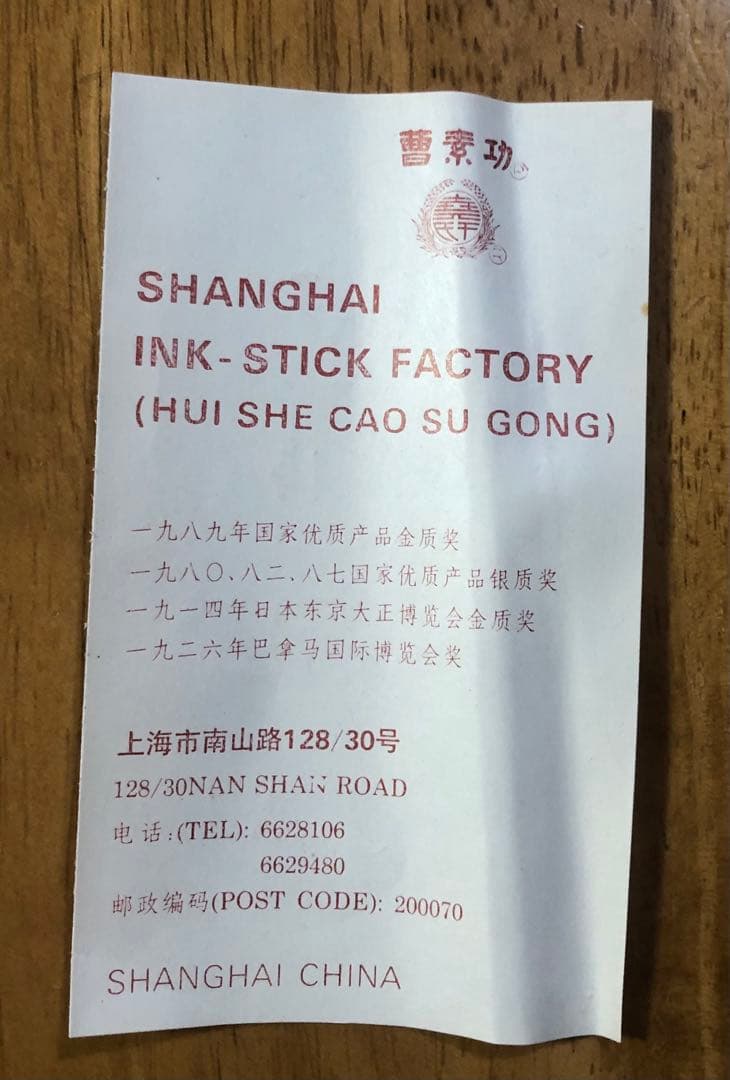 曹素功
SHANGHAI
INK-STICK FACTORY
(HUI SHE CAO SU GONG)
一九八九年国家优质产品金质奖
一九八〇、八二、八七国家优质产品银质奖
一九一四年日本东京大正博览会金质奖
一九二六年巴拿马国际博览会奖
上海市南山路128/30号
128/30NAN SHAN ROAD
电话:(TEL): 6628106
6629480
邮政编码(POST CODE): 200070
SHANGHAI CHINA